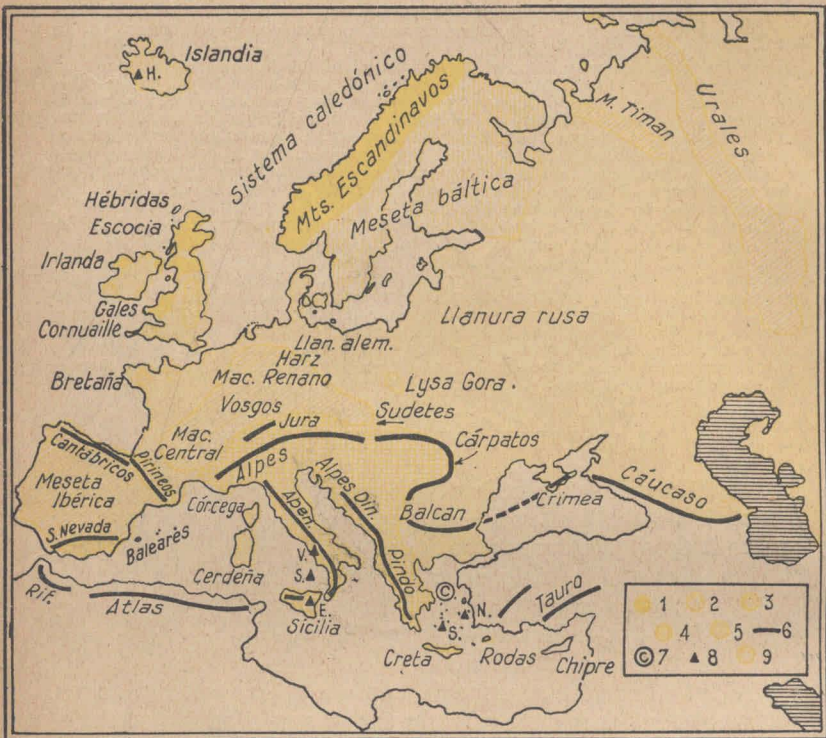 Islandia
H.
Sistema caledónico
Mts. Escandinavos
M. Timan
Urales
Meseta báltica
Hébridas
Escocia
Irlanda
Gales
Cornuaille
Llanura rusa
Llan. alem.
Harz
Mac. Renano
Bretaña
Lysa Gora.
Vosgos
Sudetes
Jura
Mac.
Central
Cárpatos
Cantábricos
Pirineos
Alpes
Meseta
Ibérica
Alpes Din.
Córcega
Apen.
Balcan
Crimea
Cáucaso
S. Nevada
Baleares
Pindo
V.
Cerdeña
S.
Rif.
Atlas
E.
Sicilia
C
N.
S.
Tauro
Creta
Rodas
Chipre
1 2 3
4 5 6
C 7 8 9